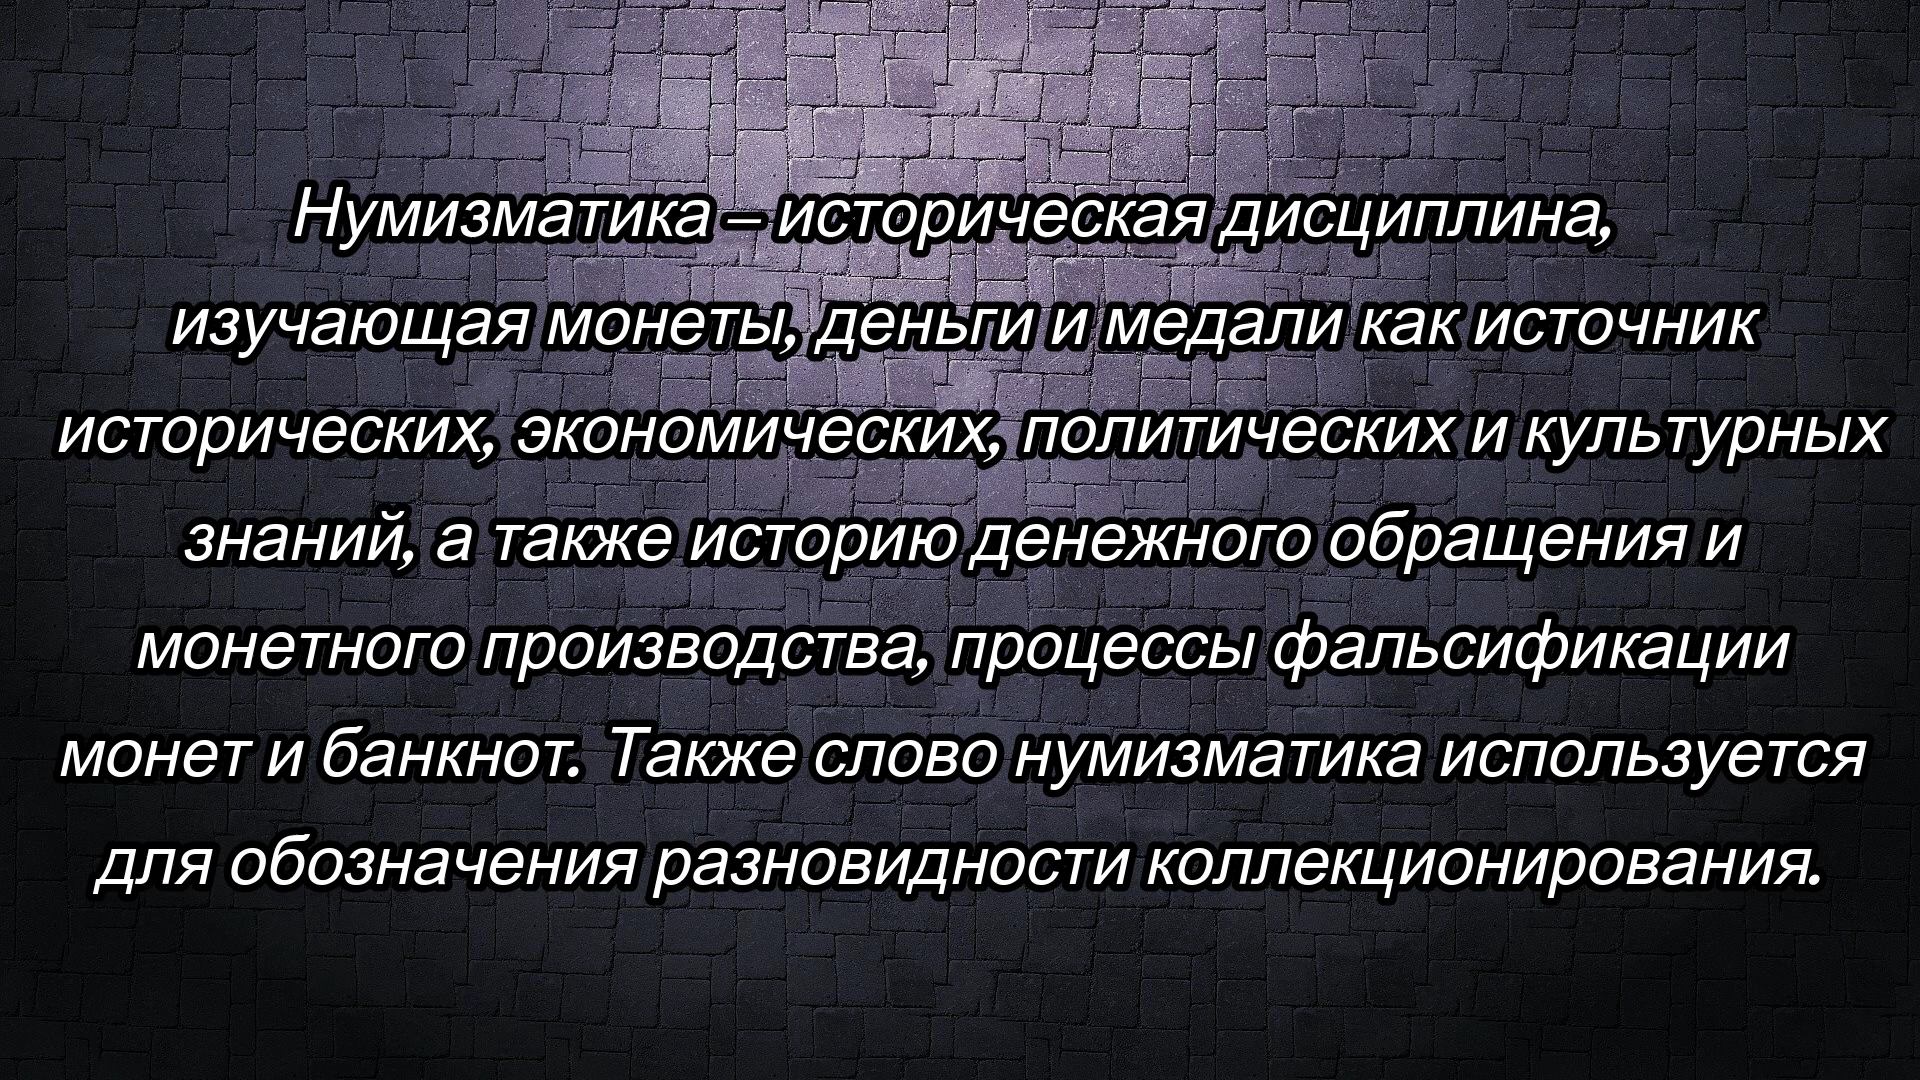 Нумизматика – историческая дисциплина,
изучающая монеты, деньги и медали как источник
исторических, экономических, политических и культурных
знаний, а также историю денежного обращения и
монетного производства, процессы фальсификации
монет и банкнот. Также слово нумизматика используется
для обозначения разновидности коллекционирования.